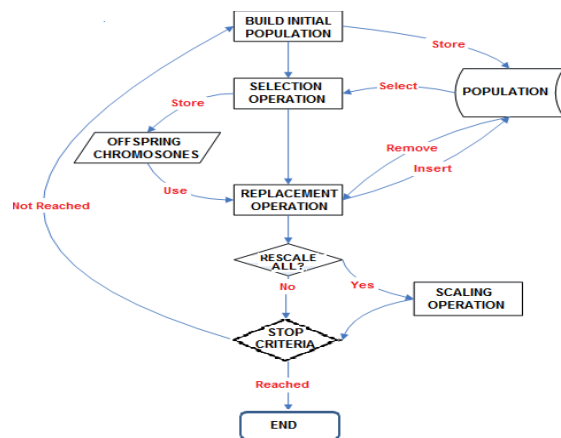 BUILD INITIAL
POPULATION
Store
SELECTION
OPERATION
Select
POPULATION
Store
OFFSPRING
CHROMOSONES
Remove
Insert
Use
REPLACEMENT
OPERATION
Not Reached
RESCALE
ALL?
No
Yes
SCALING
OPERATION
STOP
CRITERIA
Reached
END